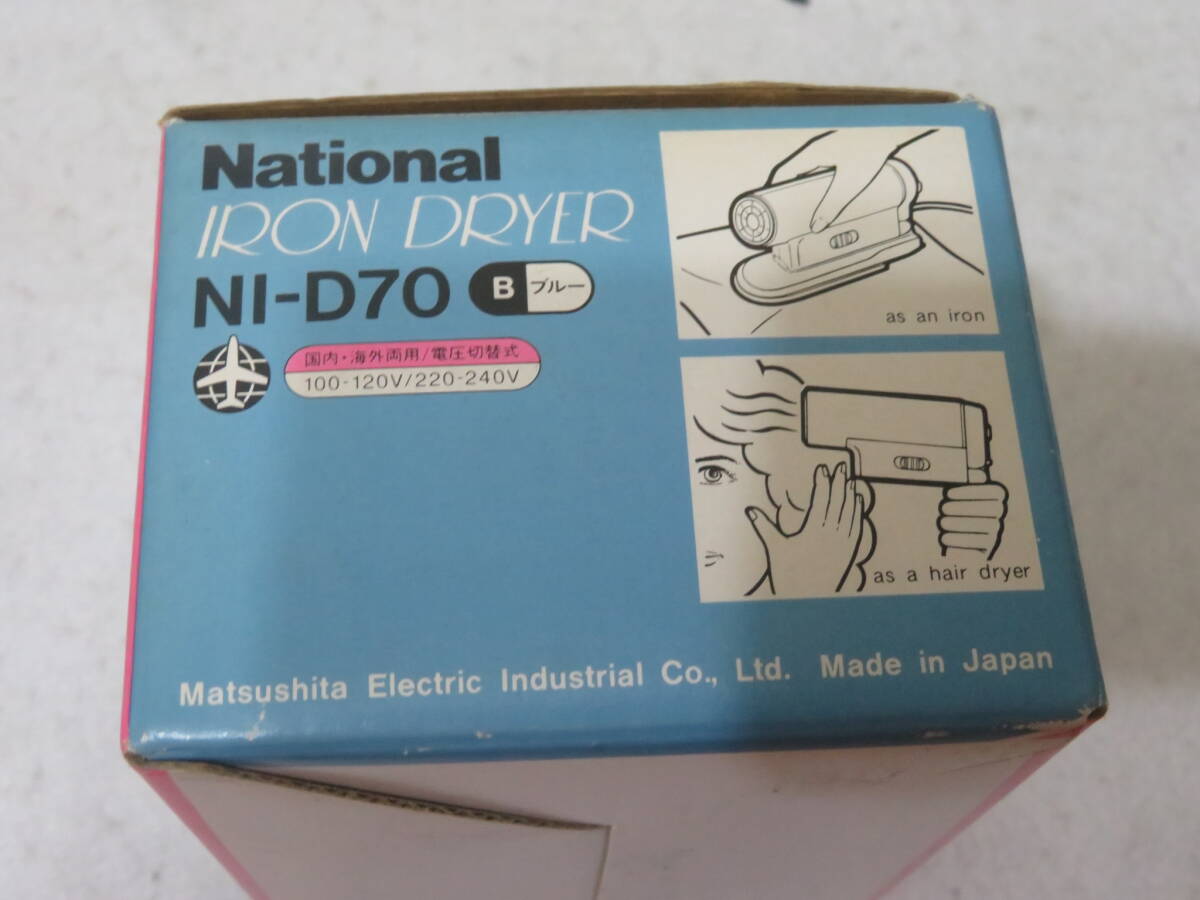 National
IRON DRYER
NI-D70 B ブルー
国内・海外両用/電圧切替式
100-120V/220-240V
as an iron
as a hair dryer
Matsushita Electric Industrial Co., Ltd. Made in Japan